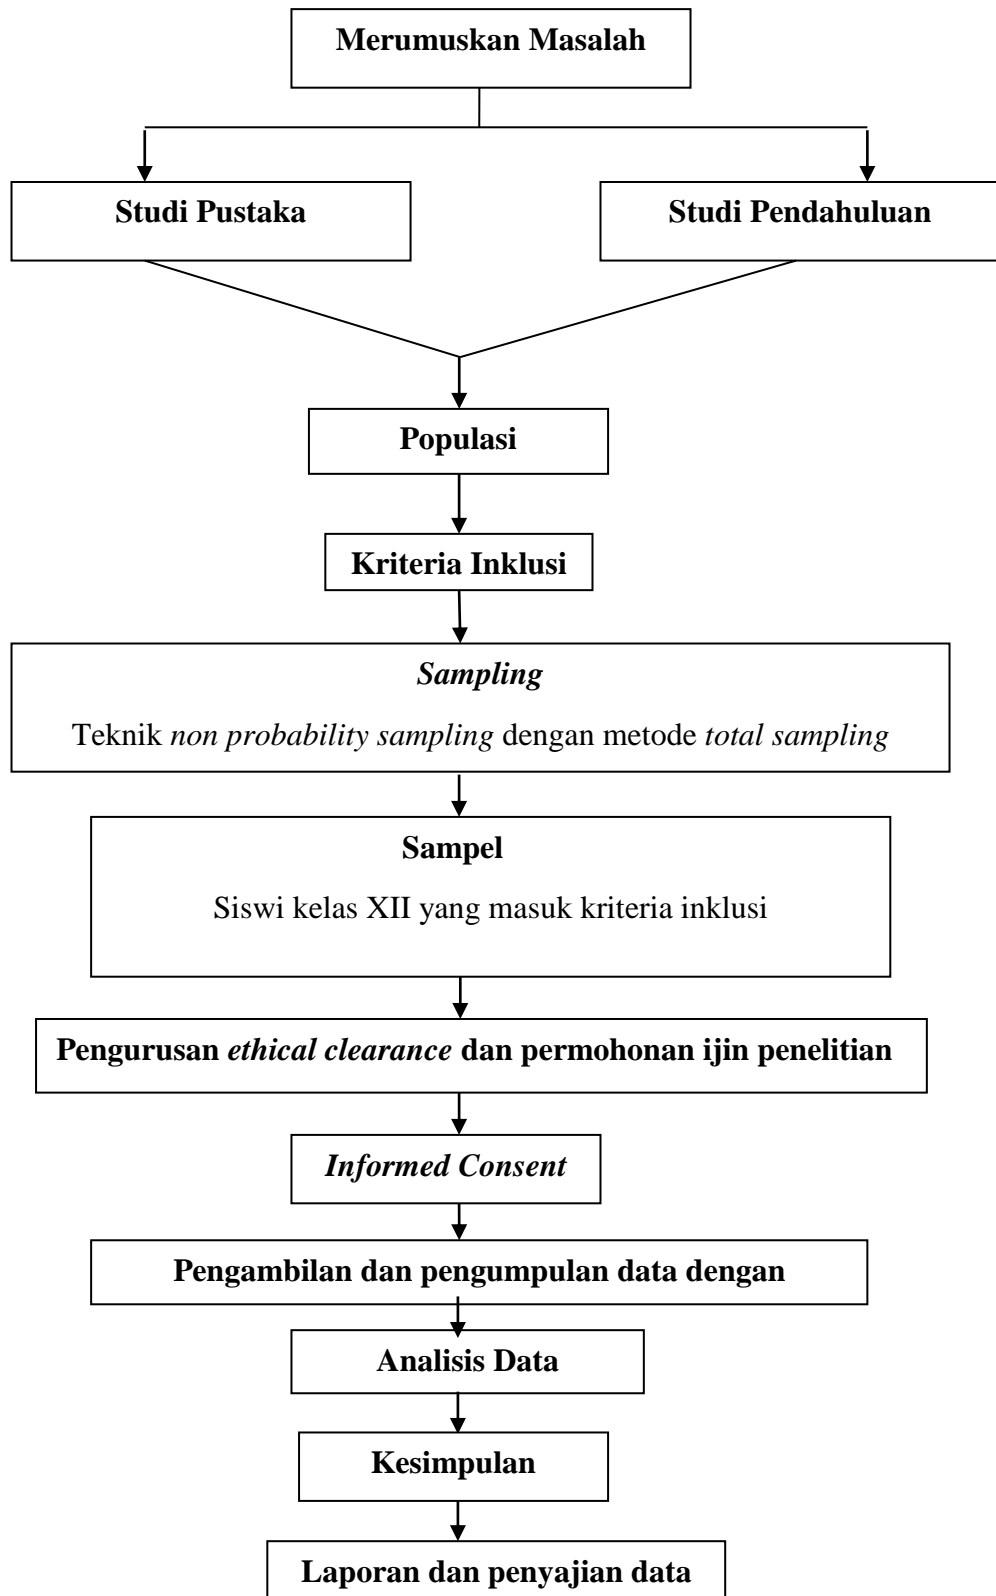 Merumuskan Masalah
Studi Pustaka
Studi Pendahuluan
Populasi
Kriteria Inklusi
Sampling
Teknik non probability sampling dengan metode total sampling
Sampel
Siswi kelas XII yang masuk kriteria inklusi
Pengurusan ethical clearance dan permohonan ijin penelitian
Informed Consent
Pengambilan dan pengumpulan data dengan
Analisis Data
Kesimpulan
Laporan dan penyajian data